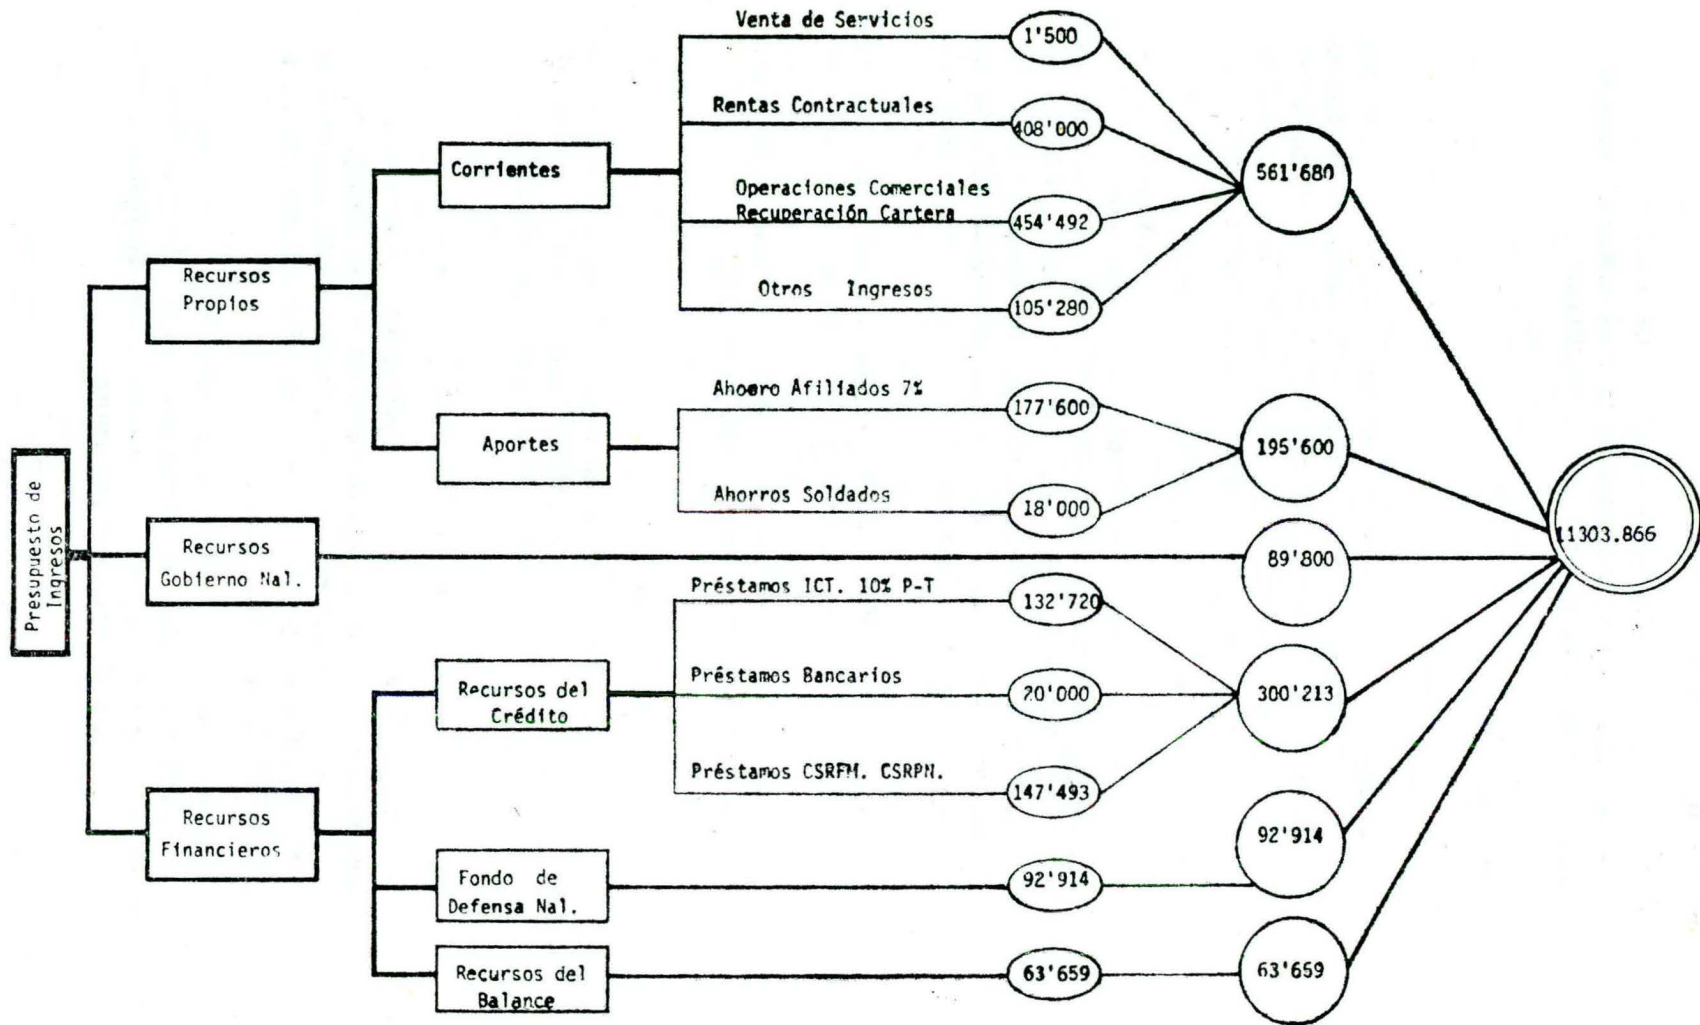 Venta de Servicios
1'500
Rentas Contractuales
408'000
Corrientes
561'680
Operaciones Comerciales
Recuperación Cartera
454'492
Recursos
Propios
Otros Ingresos
105'280
Ahoero Afiliados 7%
177'600
Aportes
195'600
Ahorros Soldados
18'000
Presupuesto de
Ingresos
11303.866
Recursos
Gobierno Nal.
89'800
Préstamos ICT. 10% P-T
132'720
Recursos del
Crédito
Préstamos Bancarios
20'000
300'213
Préstamos CSRFM. CSRPN.
147'493
Recursos
Financieros
92'914
Fondo de
Defensa Nal.
92'914
Recursos del
Balance
63'659
63'659